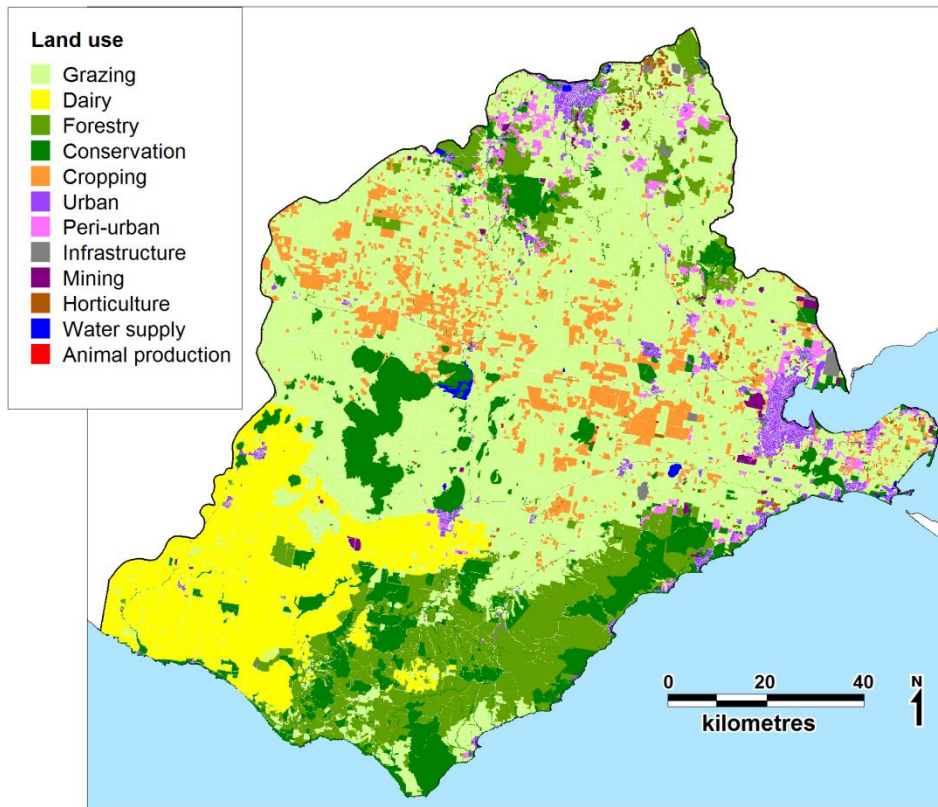 Land use
Grazing
Dairy
Forestry
Conservation
Cropping
Urban
Peri-urban
Infrastructure
Mining
Horticulture
Water supply
Animal production
0 20 40
kilometres
N